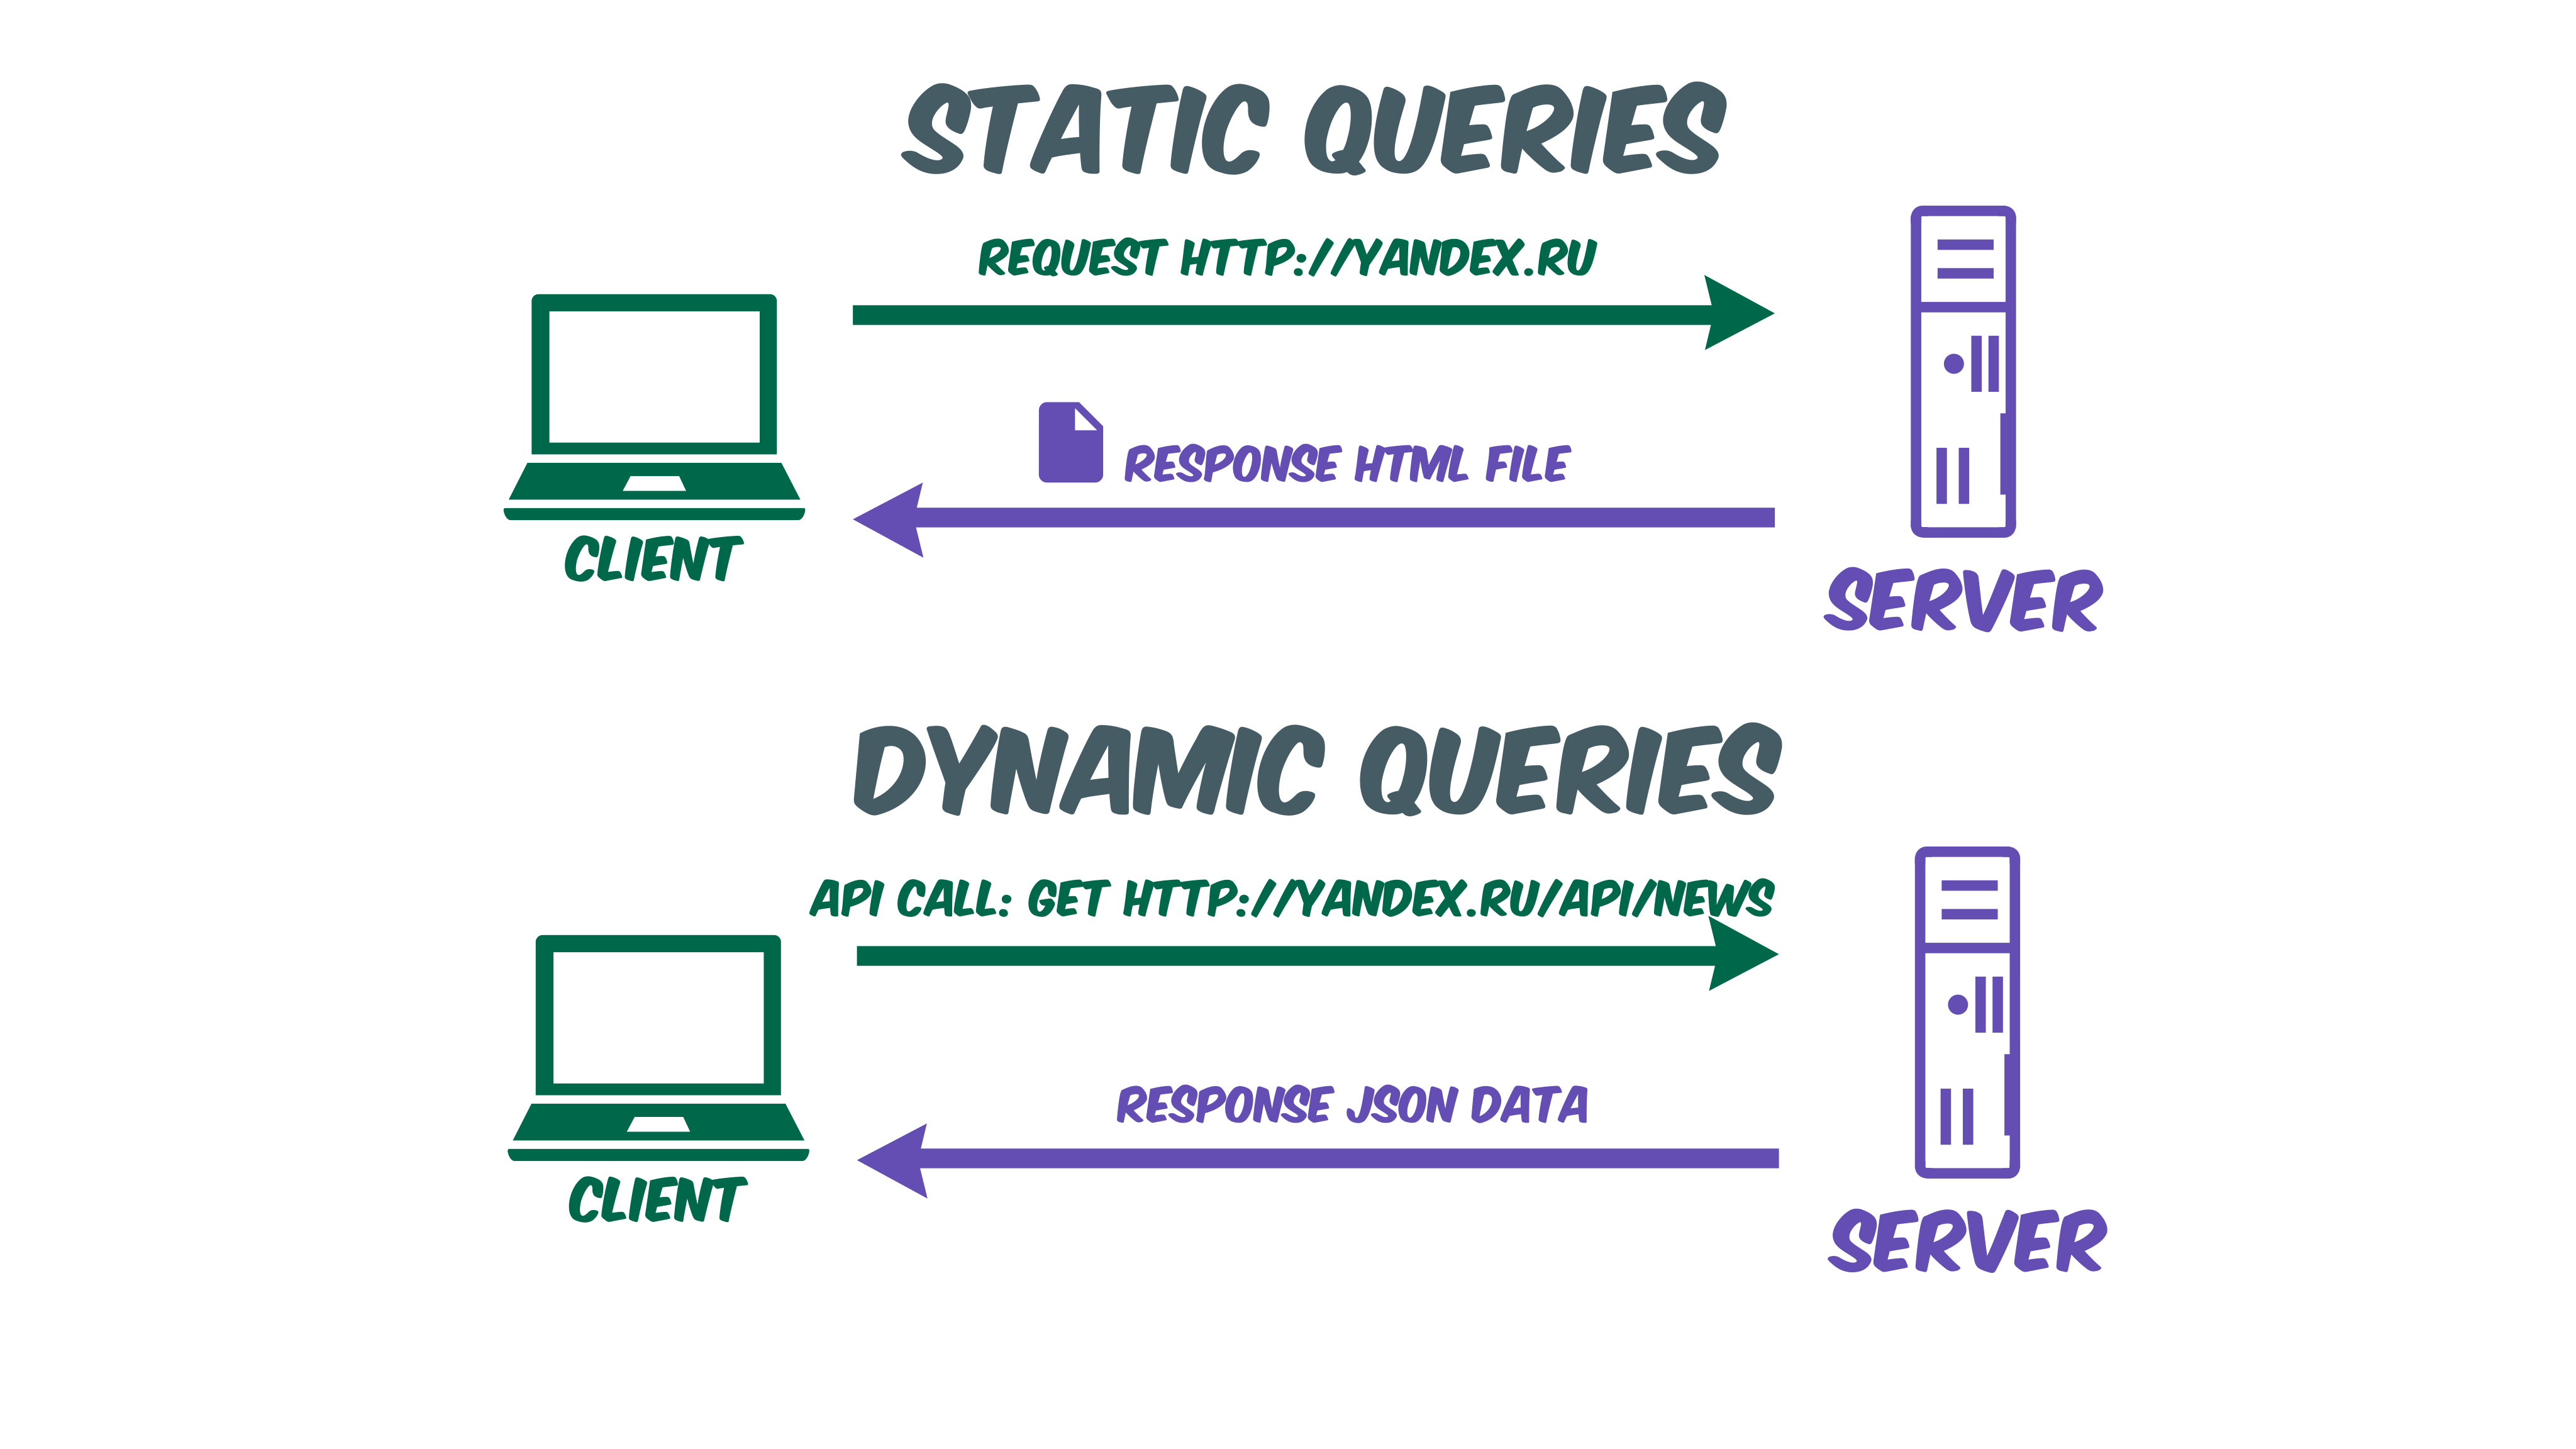 STATIC QUERIES
REQUEST HTTP://YANDEX.RU
RESPONSE HTML FILE
CLIENT
SERVER
DYNAMIC QUERIES
API CALL: GET HTTP://YANDEX.RU/API/NEWS
RESPONSE JSON DATA
CLIENT
SERVER